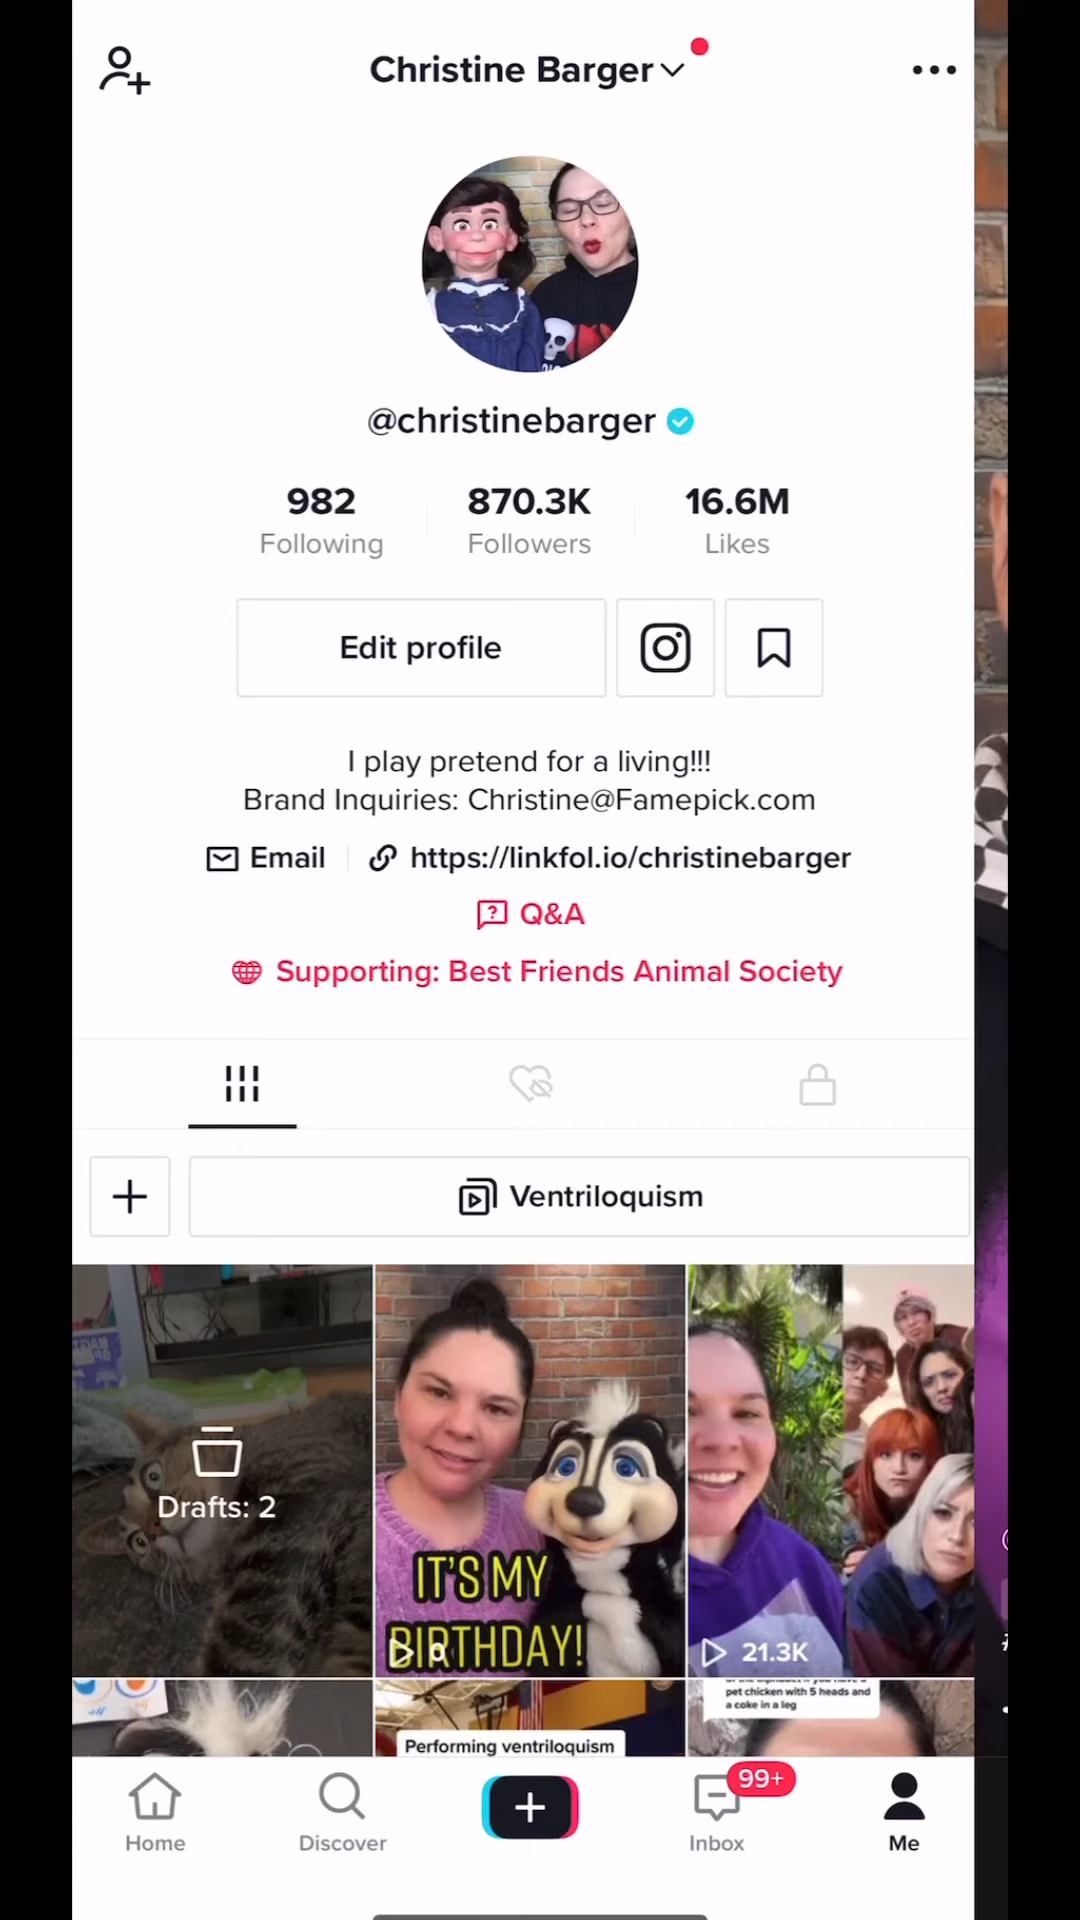 Christine Barger
@christinebarger
982
Following
870.3K
Followers
16.6M
Likes
Edit profile
I play pretend for a living!!!
Brand Inquiries: Christine@Famepick.com
Email
https://linkfol.io/christinebarger
Q&A
Supporting: Best Friends Animal Society
Ventriloquism
Drafts: 2
IT'S MY
BIRTHDAY!
0
21.3K
Performing ventriloquism
pet chicken with 5 heads and
a coke in a leg
99+
Home
Discover
Inbox
Me